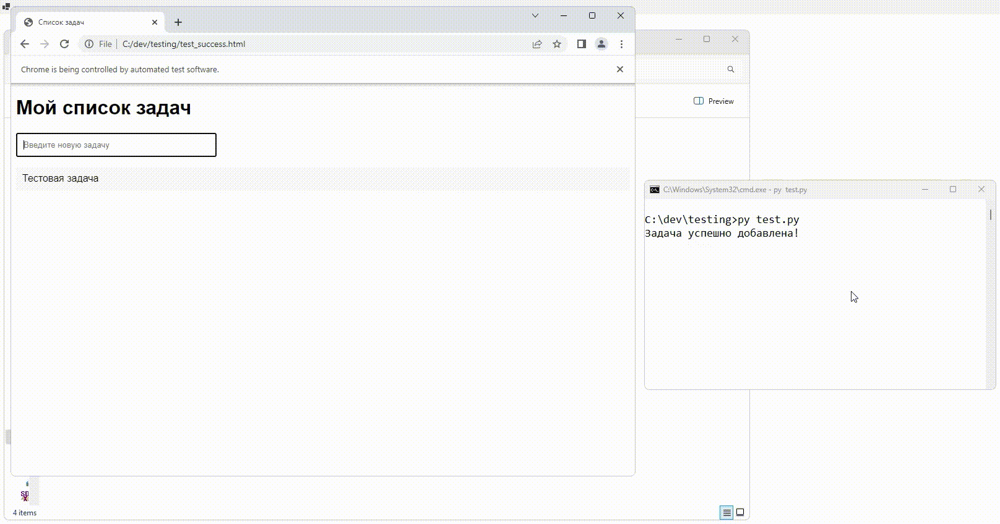 Список задач
File
C:/dev/testing/test_success.html
Chrome is being controlled by automated test software.
Мой список задач
Введите новую задачу
Тестовая задача
Preview
C:\Windows\System32\cmd.exe - py  test.py
C:\dev\testing>py test.py
Задача успешно добавлена!
4 items